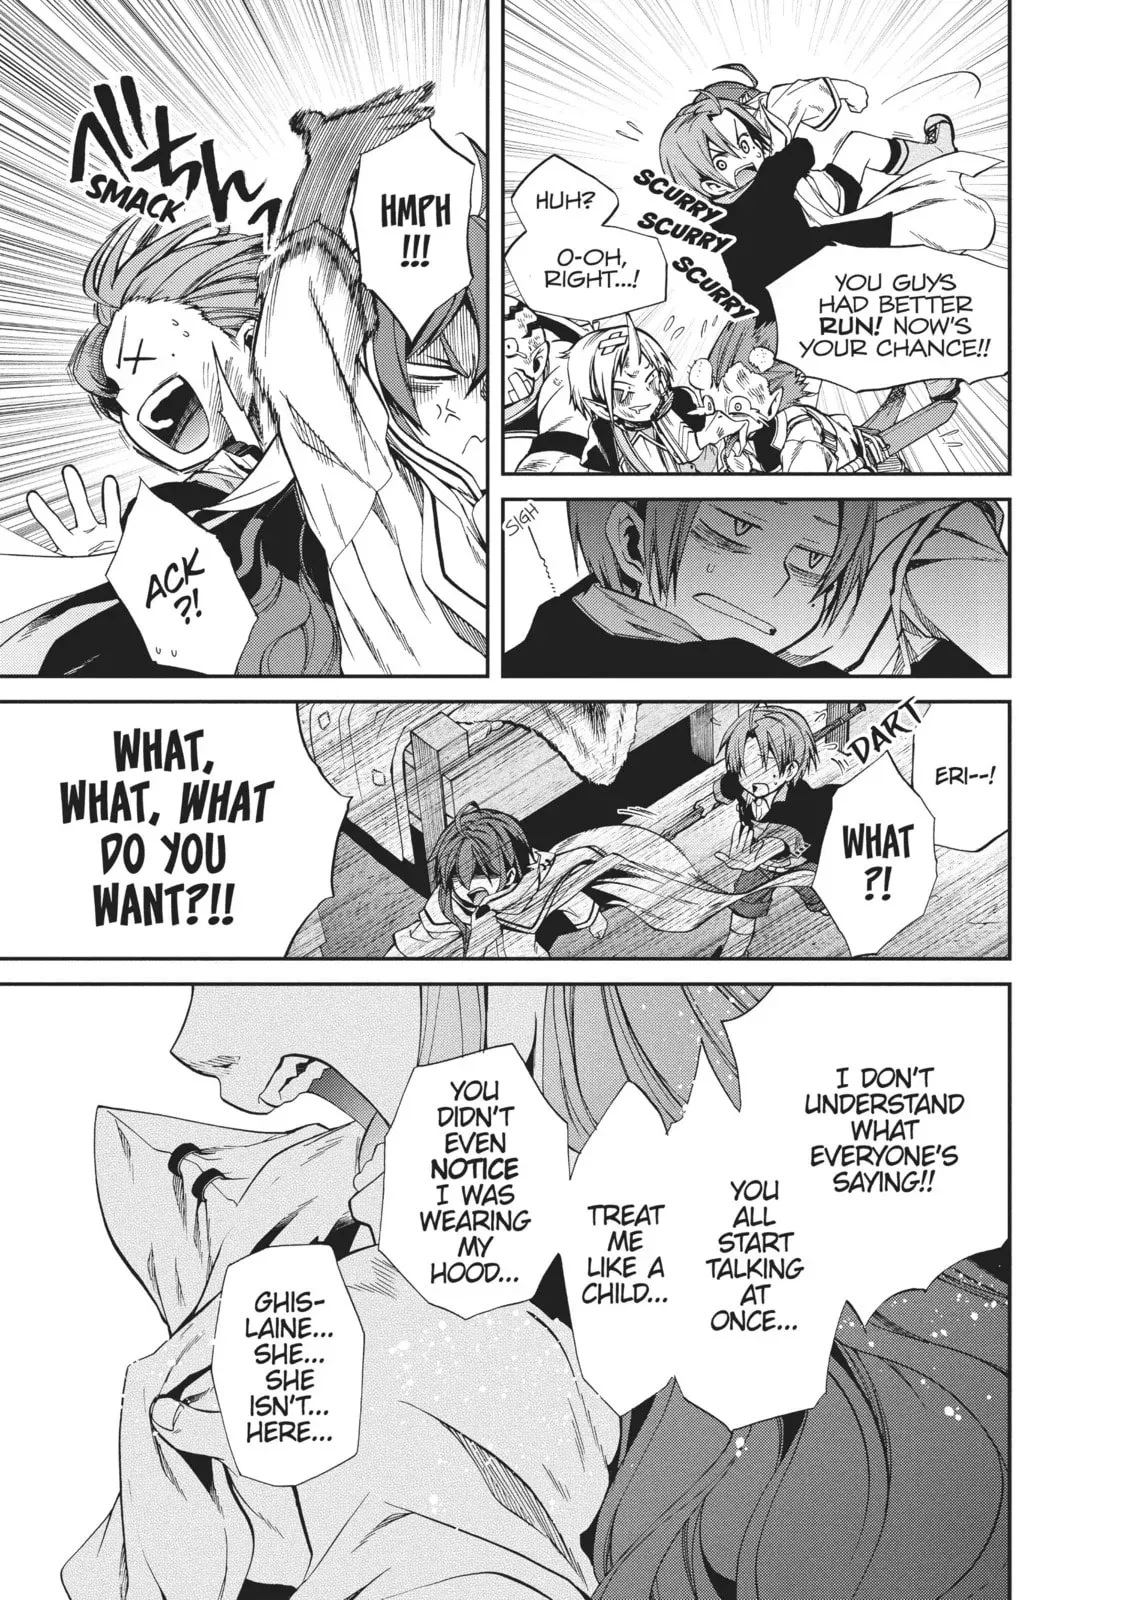 YOU GUYS
HAD BETTER
RUN! NOW'S
YOUR CHANCE!!
SCURRY
SCURRY
SCURRY
HUH?
O-OH,
RIGHT...!
HMPH
!!!
べちーん
SMACK
ACK
?!
SIGH
DART
ERI--!
WHAT
?!
WHAT,
WHAT, WHAT
DO YOU
WANT?!!
I DON'T
UNDERSTAND
WHAT
EVERYONE'S
SAYING!!
YOU
ALL
START
TALKING
AT
ONCE...
TREAT
ME
LIKE A
CHILD...
YOU
DIDN'T
EVEN
NOTICE
I WAS
WEARING
MY
HOOD...
GHIS-
LAINE...
SHE...
SHE
ISN'T...
HERE...